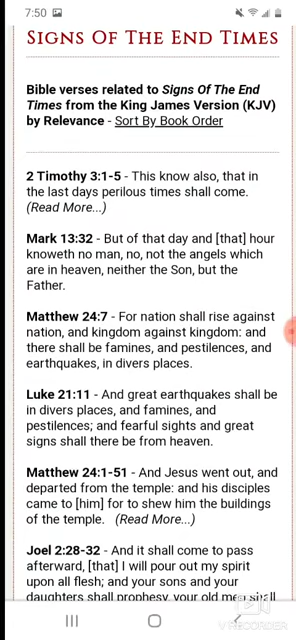 7:50
SIGNS OF THE END TIMES
Bible verses related to Signs Of The End
Times from the King James Version (KJV)
by Relevance - Sort By Book Order
2 Timothy 3:1-5 - This know also, that in
the last days perilous times shall come.
(Read More...)
Mark 13:32 - But of that day and [that] hour
knoweth no man, no, not the angels which
are in heaven, neither the Son, but the
Father.
Matthew 24:7 - For nation shall rise against
nation, and kingdom against kingdom: and
there shall be famines, and pestilences, and
earthquakes, in divers places.
Luke 21:11 - And great earthquakes shall be
in divers places, and famines, and
pestilences; and fearful sights and great
signs shall there be from heaven.
Matthew 24:1-51 - And Jesus went out, and
departed from the temple: and his disciples
came to [him] for to shew him the buildings
of the temple. (Read More...)
Joel 2:28-32 - And it shall come to pass
afterward, [that] I will pour out my spirit
upon all flesh; and your sons and your
daughters shall prophesy, your old men shall
RECORDER